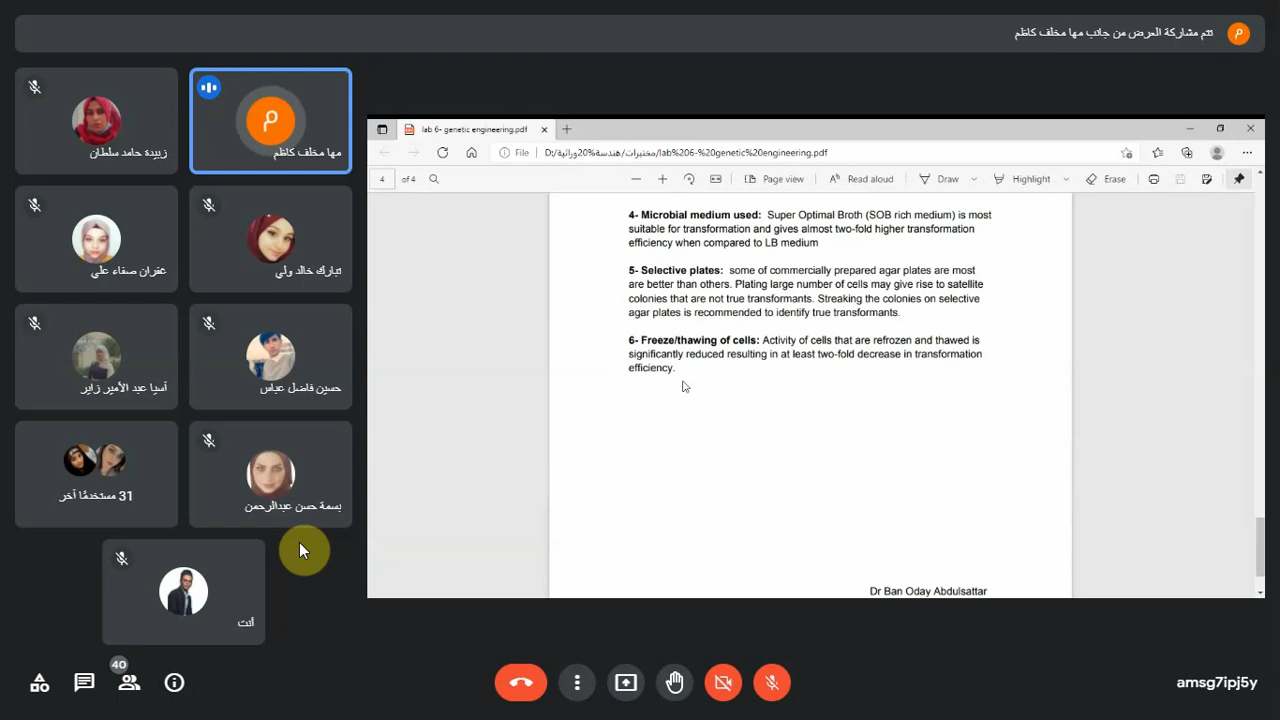 تتم مشاركة العرض من جانب مها مخلف كاظم
م
زبيدة حامد سلطان
م
مها مخلف كاظم
غفران صفاء علي
تبارك خالد ولي
آسيا عبد الأمير زاير
حسين فاضل عباس
31 مستخدمًا آخر
بسمة حسن عبدالرحمن
أنت
lab 6- genetic engineering.pdf
File
D:/مختبرات/هندسة%20وراثية/lab%206-%20genetic%20engineering.pdf
4 of 4
Page view
Read aloud
Draw
Highlight
Erase
4- Microbial medium used: Super Optimal Broth (SOB rich medium) is most
suitable for transformation and gives almost two-fold higher transformation
efficiency when compared to LB medium
5- Selective plates: some of commercially prepared agar plates are most
are better than others. Plating large number of cells may give rise to satellite
colonies that are not true transformants. Streaking the colonies on selective
agar plates is recommended to identify true transformants.
6- Freeze/thawing of cells: Activity of cells that are refrozen and thawed is
significantly reduced resulting in at least two-fold decrease in transformation
efficiency.
Dr Ban Oday Abdulsattar
40
amsg7ipj5y